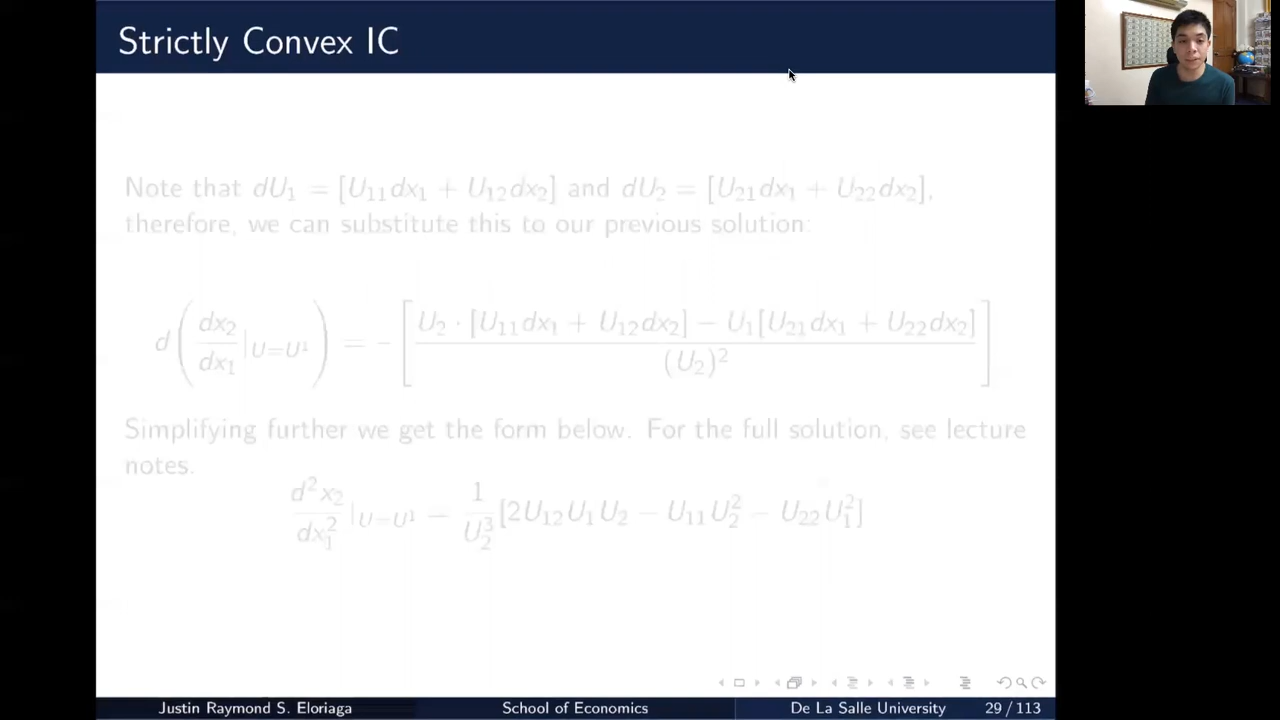 Strictly Convex IC
Note that dU₁ = [U₁₁dx₁ + U₁₂dx₂] and dU₂ = [U₂₁dx₁ + U₂₂dx₂],
therefore, we can substitute this to our previous solution:
d(dx₂/dx₁ |U=U¹) = −[(U₂ · [U₁₁dx₁ + U₁₂dx₂] − U₁[U₂₁dx₁ + U₂₂dx₂])/(U₂)²]
Simplifying further we get the form below. For the full solution, see lecture
notes.
d²x₂/dx₁² |U=U¹ = 1/U₂³ [2U₁₂U₁U₂ − U₁₁U₂² − U₂₂U₁²]
Justin Raymond S. Eloriaga School of Economics De La Salle University 29 / 113